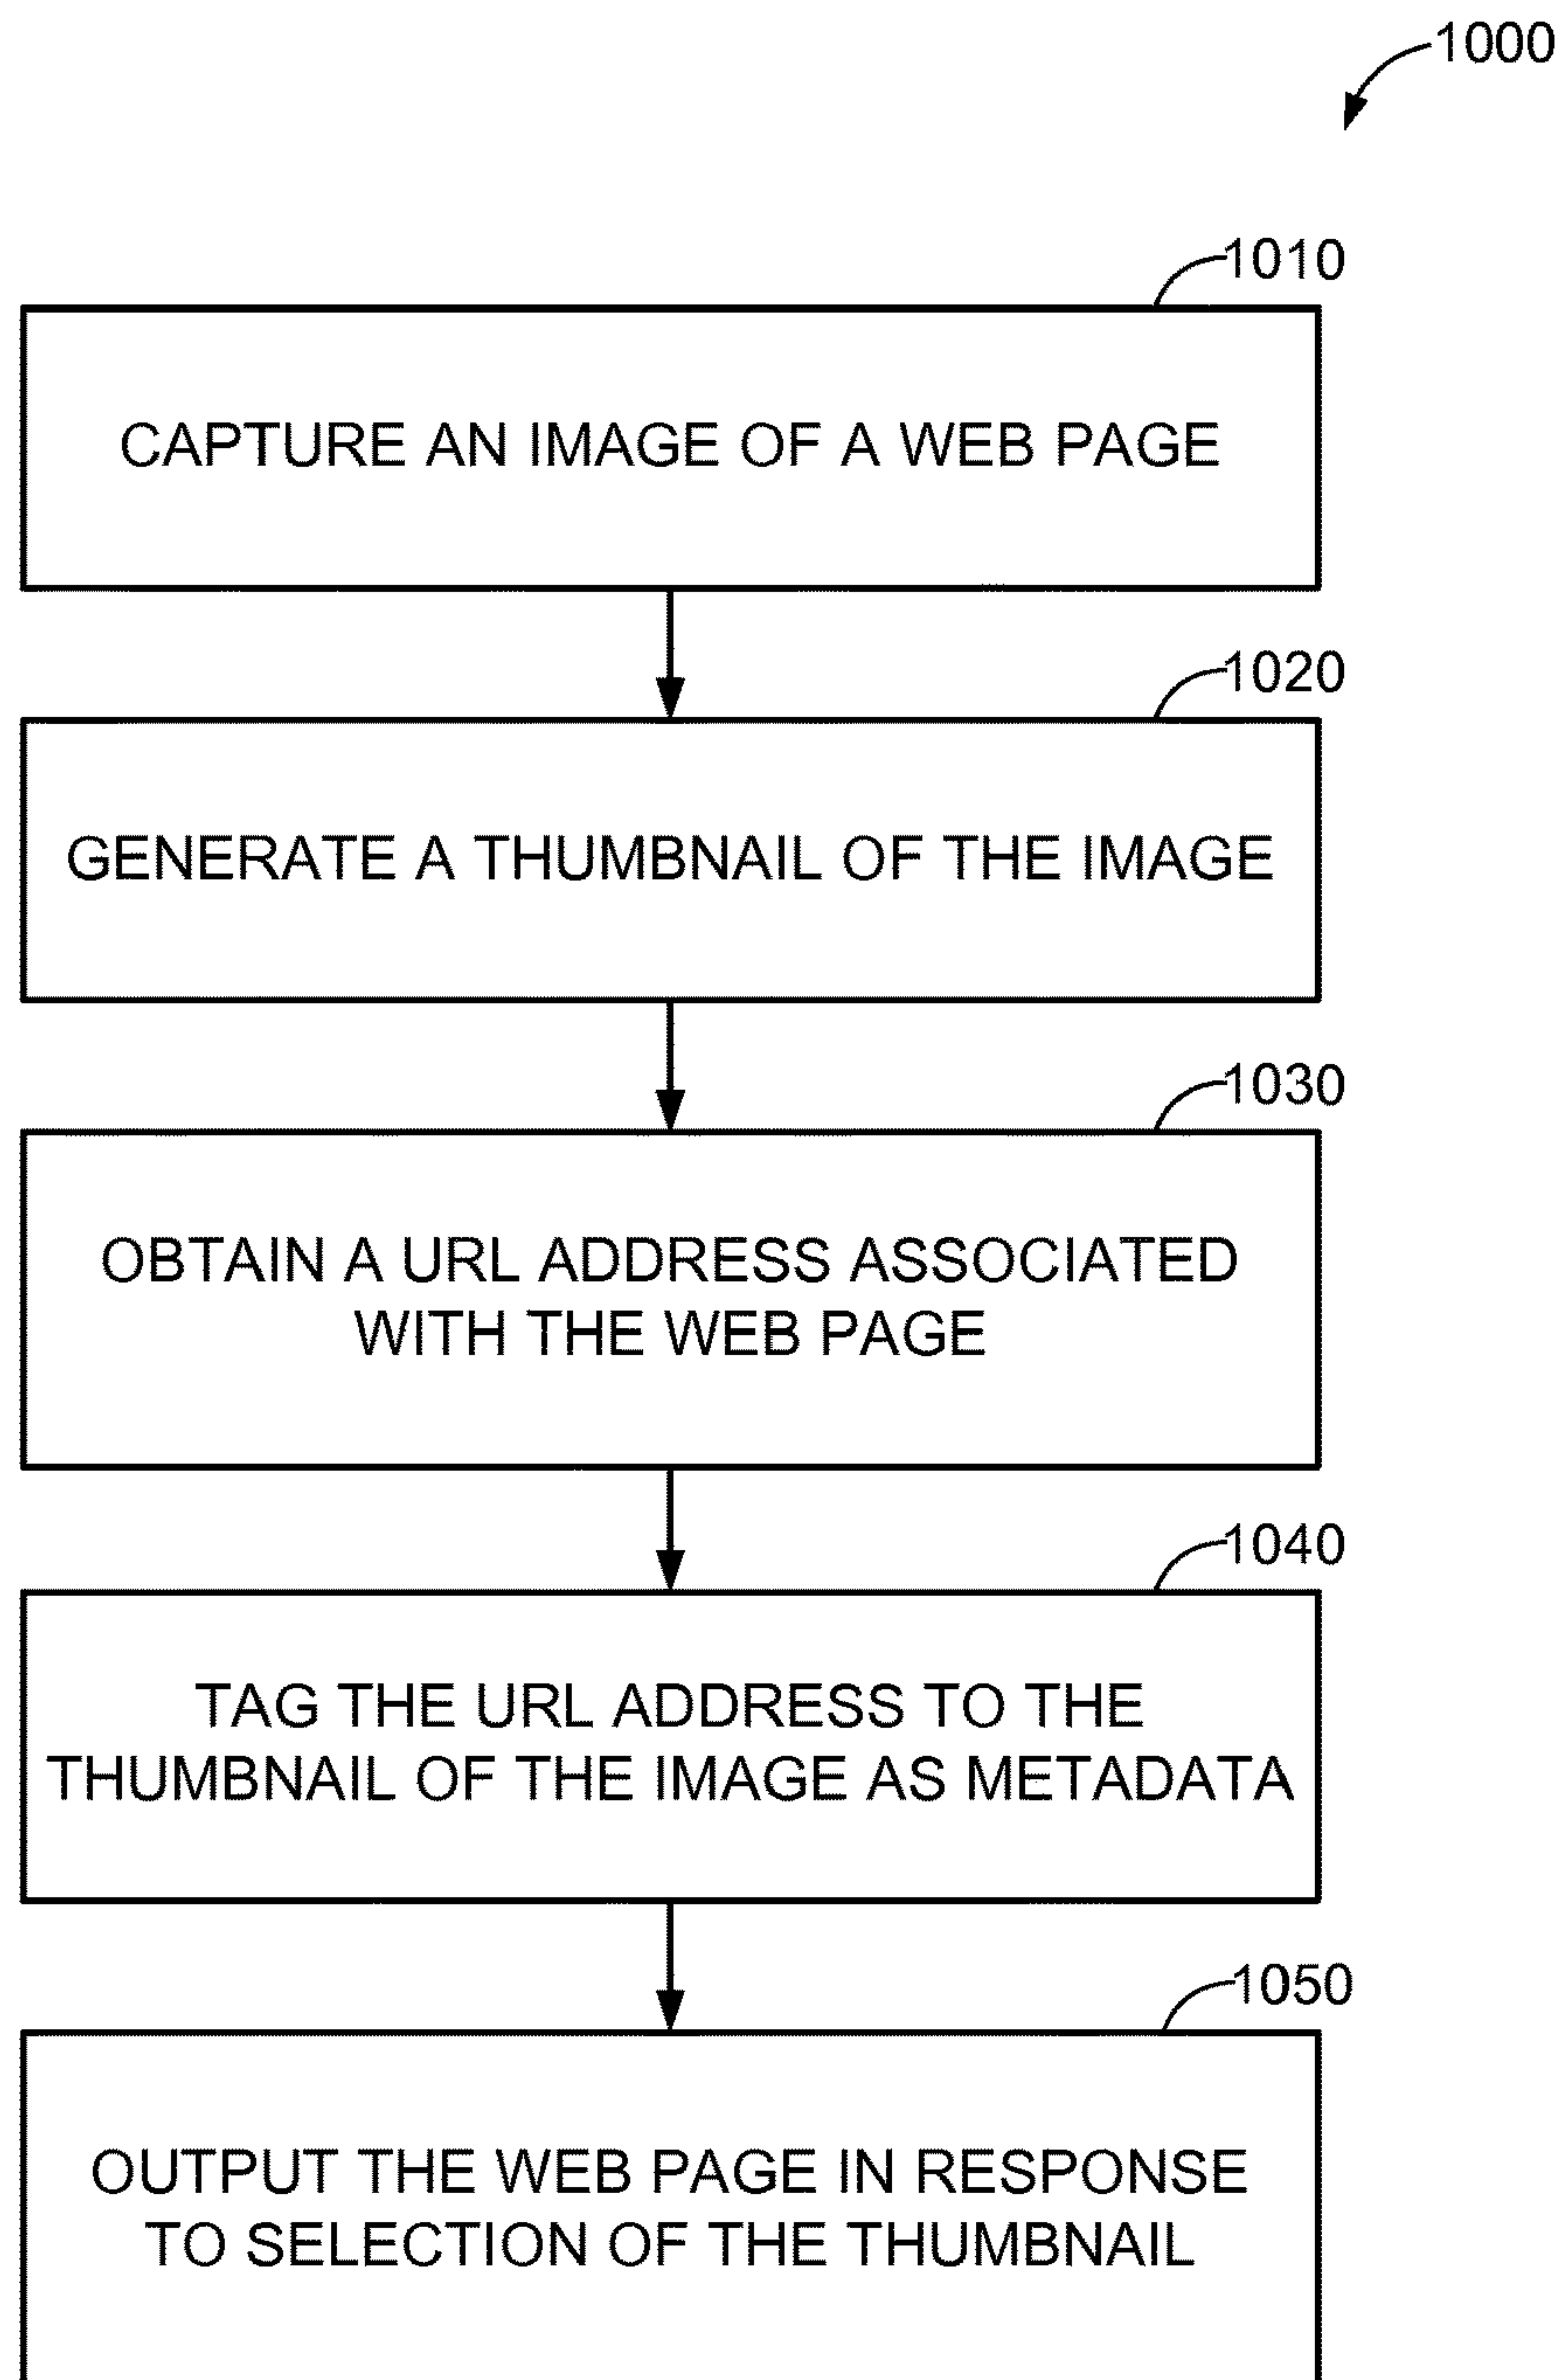 1000
1010
CAPTURE AN IMAGE OF A WEB PAGE
1020
GENERATE A THUMBNAIL OF THE IMAGE
1030
OBTAIN A URL ADDRESS ASSOCIATED
WITH THE WEB PAGE
1040
TAG THE URL ADDRESS TO THE
THUMBNAIL OF THE IMAGE AS METADATA
1050
OUTPUT THE WEB PAGE IN RESPONSE
TO SELECTION OF THE THUMBNAIL